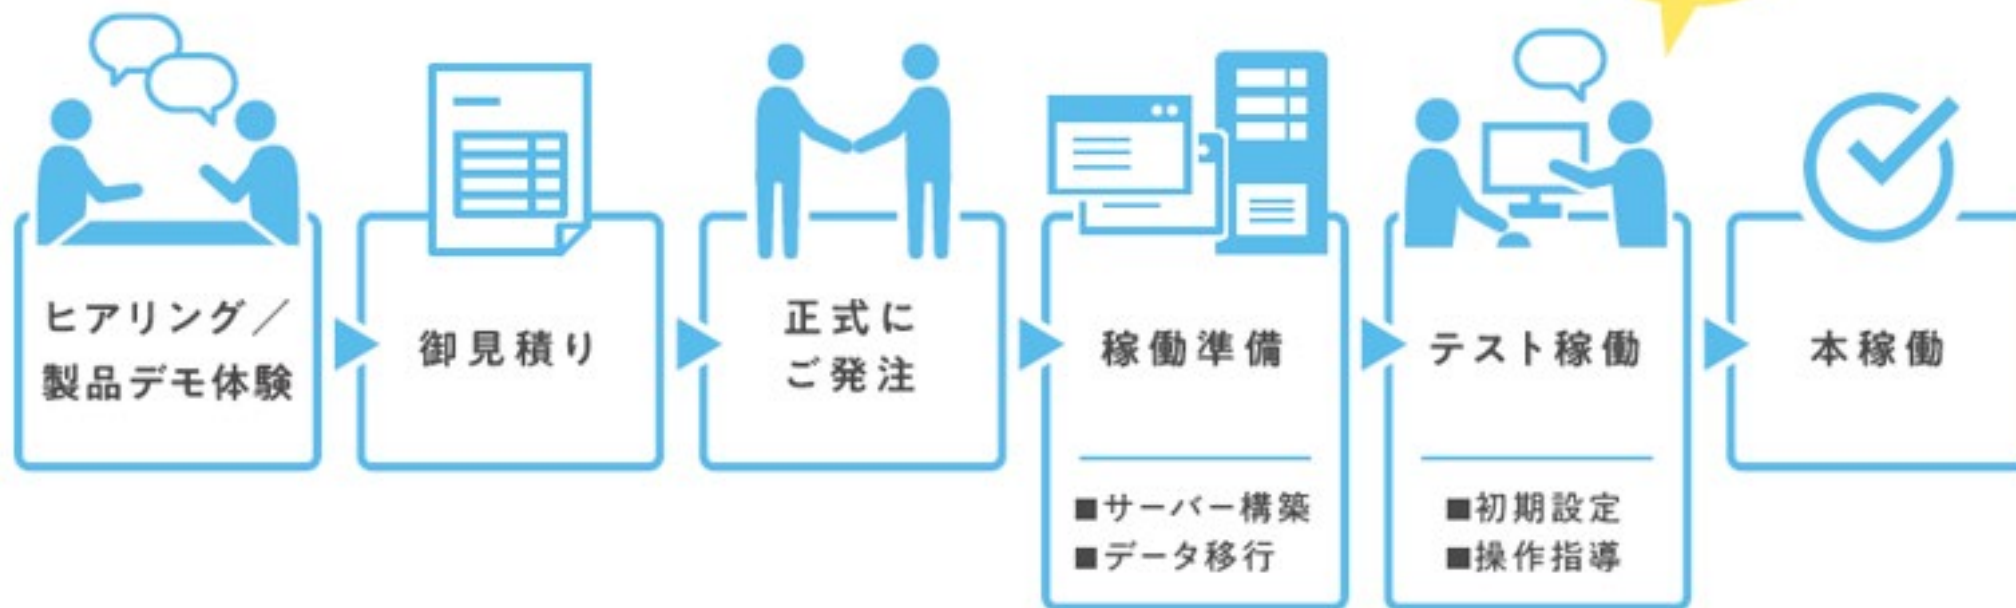 ヒアリング／
製品デモ体験
御見積り
正式に
ご発注
稼働準備
■サーバー構築
■データ移行
テスト稼働
■初期設定
■操作指導
本稼働